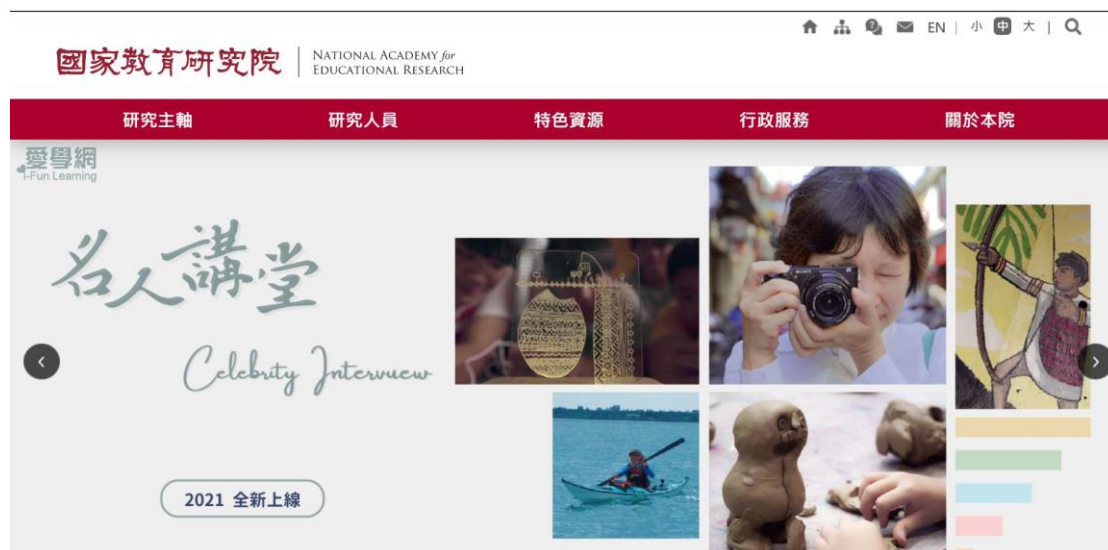 EN | 小 中 大 |
國家教育研究院
NATIONAL ACADEMY for
EDUCATIONAL RESEARCH
研究主軸 研究人員 特色資源 行政服務 關於本院
愛學網
i-Fun Learning
名人講堂
Celebrity Interview
SONY
2021 全新上線